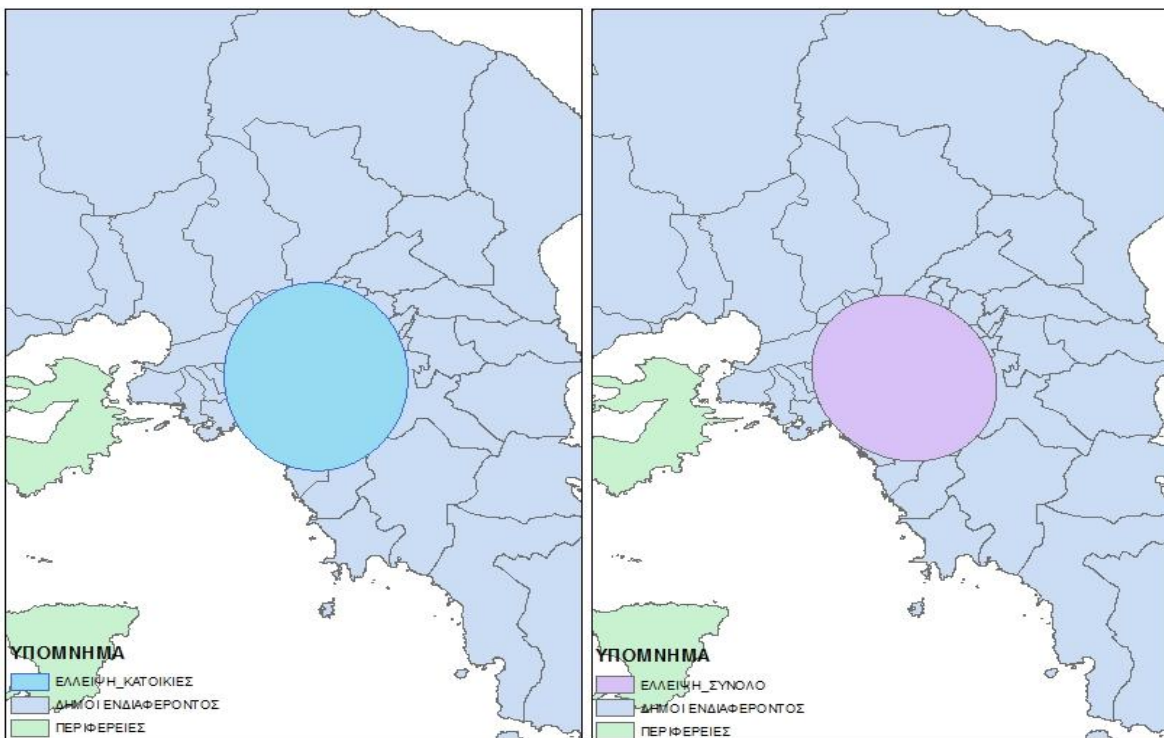 ΥΠΟΜΝΗΜΑ
ΕΛΛΕΙΨΗ_ΚΑΤΟΙΚΙΕΣ
ΔΗΜΟΙ ΕΝΔΙΑΦΕΡΟΝΤΟΣ
ΠΕΡΙΦΕΡΕΙΕΣ
ΥΠΟΜΝΗΜΑ
ΕΛΛΕΙΨΗ_ΣΥΝΟΛΟ
ΔΗΜΟΙ ΕΝΔΙΑΦΕΡΟΝΤΟΣ
ΠΕΡΙΦΕΡΕΙΕΣ